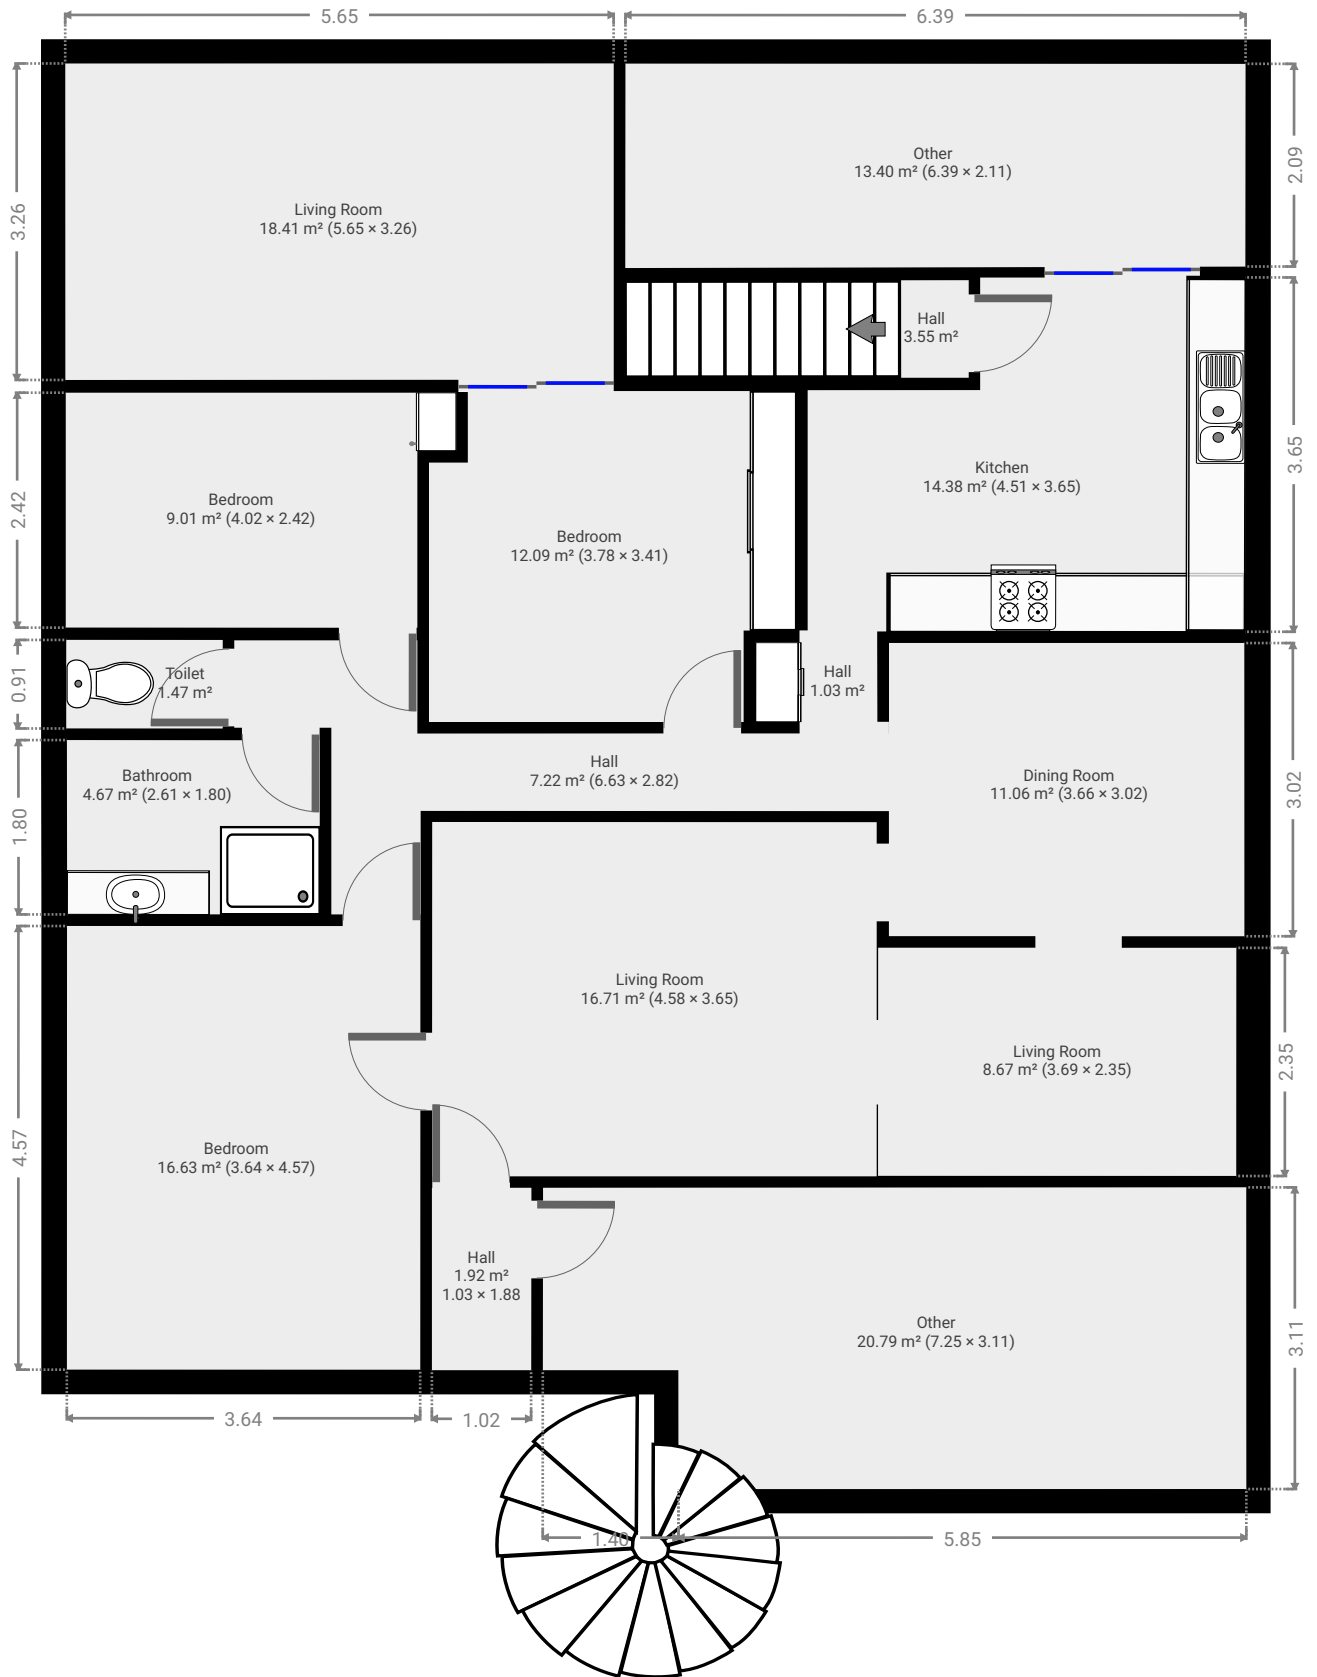 5.65
6.39
3.26
2.09
Other
13.40 m² (6.39 × 2.11)
Living Room
18.41 m² (5.65 × 3.26)
Hall
3.55 m²
2.42
3.65
Kitchen
14.38 m² (4.51 × 3.65)
Bedroom
9.01 m² (4.02 × 2.42)
Bedroom
12.09 m² (3.78 × 3.41)
0.91
Toilet
1.47 m²
Hall
1.03 m²
Hall
7.22 m² (6.63 × 2.82)
Bathroom
4.67 m² (2.61 × 1.80)
Dining Room
11.06 m² (3.66 × 3.02)
1.80
3.02
Living Room
16.71 m² (4.58 × 3.65)
Living Room
8.67 m² (3.69 × 2.35)
2.35
4.57
Bedroom
16.63 m² (3.64 × 4.57)
Hall
1.92 m²
1.03 × 1.88
Other
20.79 m² (7.25 × 3.11)
3.11
3.64
1.02
1.40
5.85